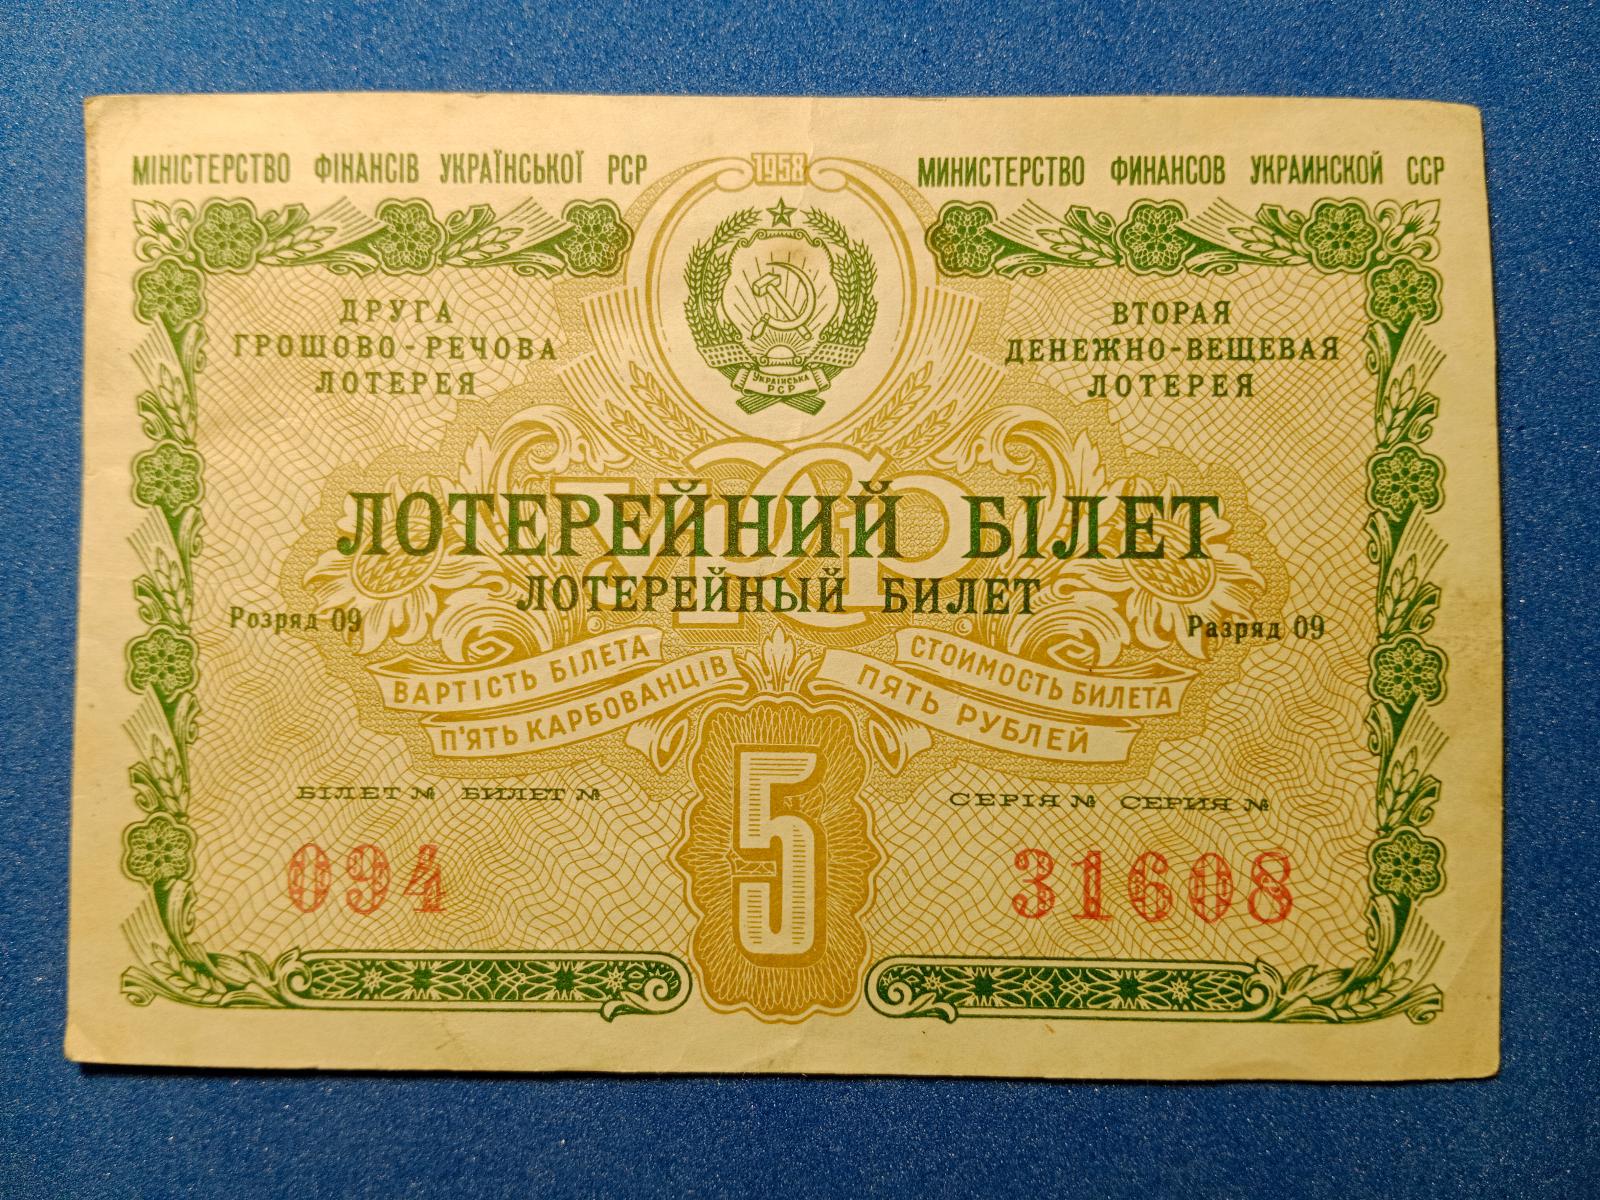 1958
МІНІСТЕРСТВО ФІНАНСІВ УКРАЇНСЬКОЇ РСР
МИНИСТЕРСТВО ФИНАНСОВ УКРАИНСКОЙ ССР
ДРУГА
ГРОШОВО-РЕЧОВА
ЛОТЕРЕЯ
УКРАЇНСЬКА
РСР
ВТОРАЯ
ДЕНЕЖНО-ВЕЩЕВАЯ
ЛОТЕРЕЯ
ЛОТЕРЕЙНИЙ БІЛЕТ
ЛОТЕРЕЙНЫЙ БИЛЕТ
Розряд 09
Разряд 09
ВАРТІСТЬ БІЛЕТА
П'ЯТЬ КАРБОВАНЦІВ
СТОИМОСТЬ БИЛЕТА
ПЯТЬ РУБЛЕЙ
БІЛЕТ № БИЛЕТ №
СЕРІЯ № СЕРИЯ №
094
5
31608